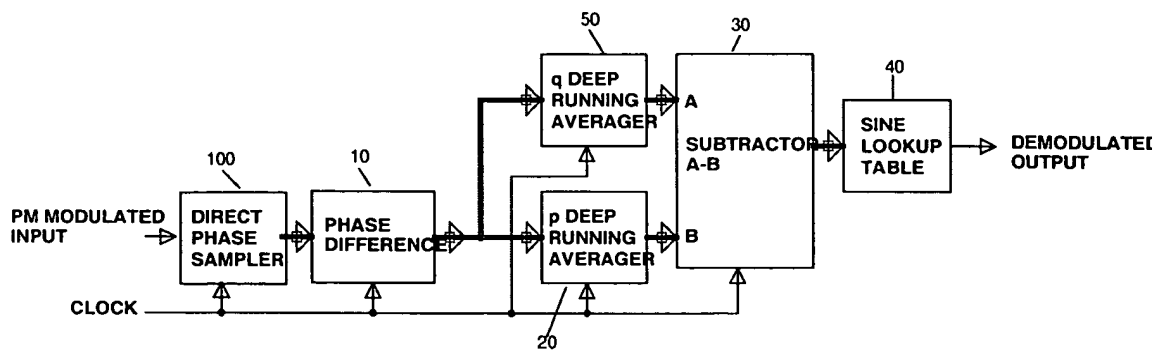 50
30
40
q DEEP
RUNNING
AVERAGER
A
SUBTRACTOR
A-B
SINE
LOOKUP
TABLE
DEMODULATED
OUTPUT
100
10
PM MODULATED
INPUT
DIRECT
PHASE
SAMPLER
PHASE
DIFFERENCE
p DEEP
RUNNING
AVERAGER
B
CLOCK
20